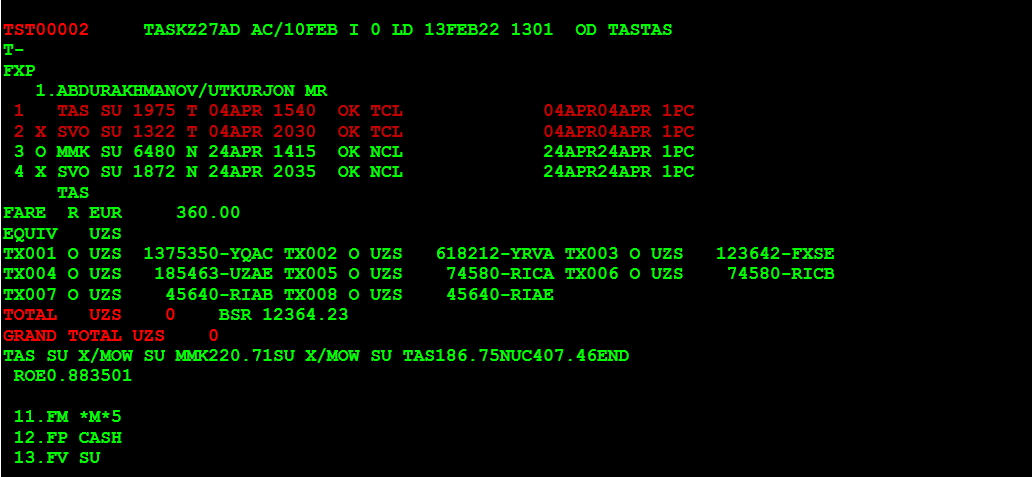 TST00002     TASKZ27AD AC/10FEB I 0 LD 13FEB22 1301  OD TASTAS
T-
FXP
   1.ABDURAKHMANOV/UTKURJON MR
 1   TAS SU 1975 T 04APR 1540  OK TCL             04APR04APR 1PC
 2 X SVO SU 1322 T 04APR 2030  OK TCL             04APR04APR 1PC
 3 O MMK SU 6480 N 24APR 1415  OK NCL             24APR24APR 1PC
 4 X SVO SU 1872 N 24APR 2035  OK NCL             24APR24APR 1PC
     TAS
FARE  R EUR     360.00
EQUIV   UZS
TX001 O UZS  1375350-YQAC TX002 O UZS   618212-YRVA TX003 O UZS   123642-FXSE
TX004 O UZS   185463-UZAE TX005 O UZS    74580-RICA TX006 O UZS    74580-RICB
TX007 O UZS    45640-RIAB TX008 O UZS    45640-RIAE
TOTAL   UZS    0    BSR 12364.23
GRAND TOTAL UZS    0
TAS SU X/MOW SU MMK220.71SU X/MOW SU TAS186.75NUC407.46END
 ROE0.883501
 11.FM *M*5
 12.FP CASH
 13.FV SU